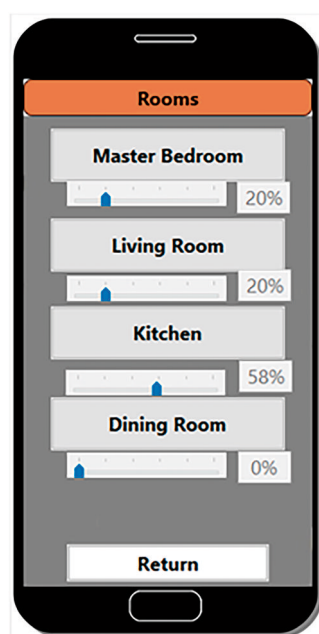 Rooms
Master Bedroom
20%
Living Room
20%
Kitchen
58%
Dining Room
0%
Return